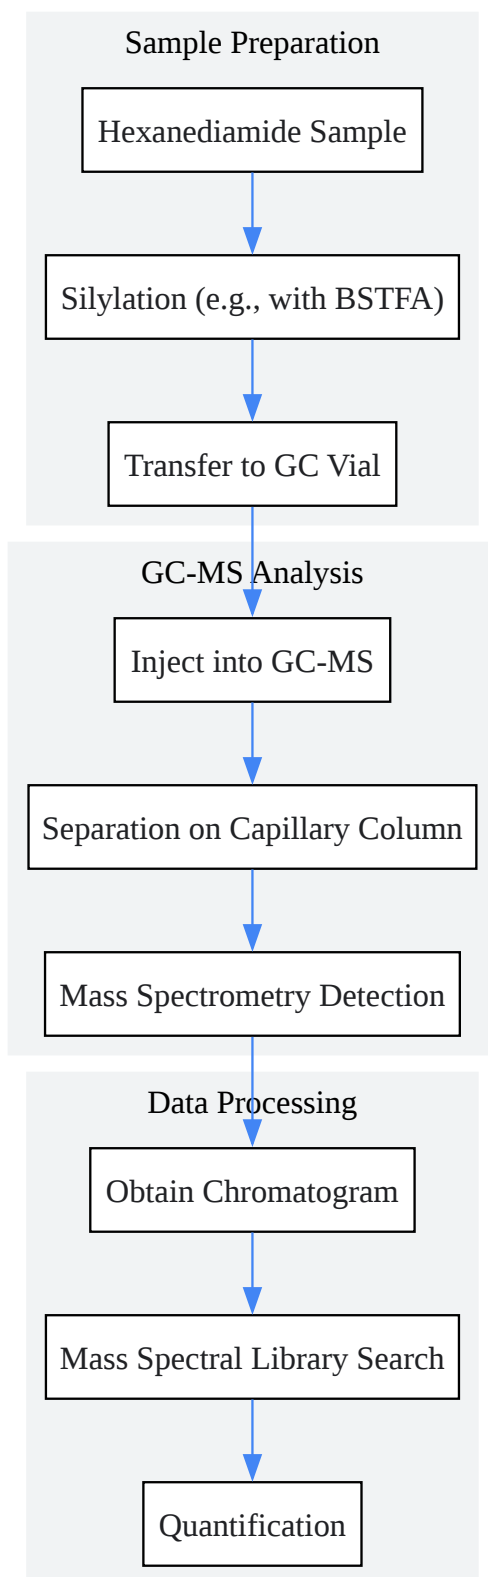 Sample Preparation
Hexanediamide Sample
Silylation (e.g., with BSTFA)
Transfer to GC Vial
GC-MS Analysis
Inject into GC-MS
Separation on Capillary Column
Mass Spectrometry Detection
Data Processing
Obtain Chromatogram
Mass Spectral Library Search
Quantification